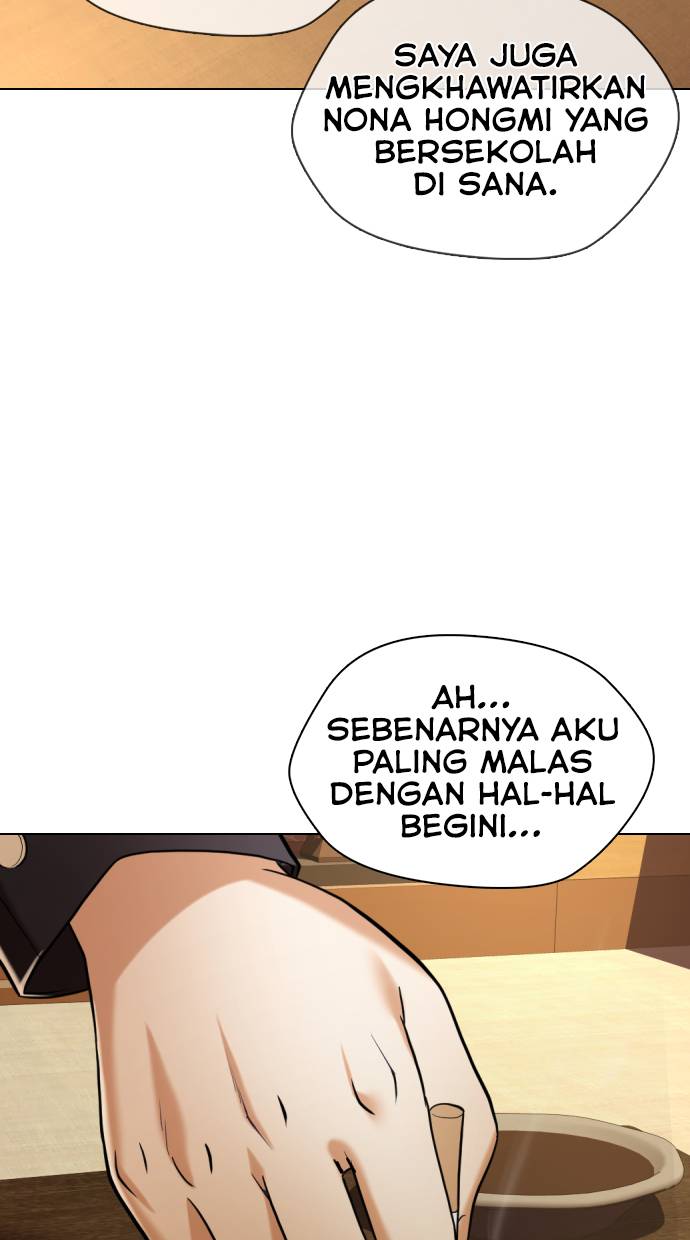 SAYA JUGA
MENGKHAWATIRKAN
NONA HONGMI YANG
BERSEKOLAH
DI SANA.
AH...
SEBENARNYA AKU
PALING MALAS
DENGAN HAL-HAL
BEGINI...